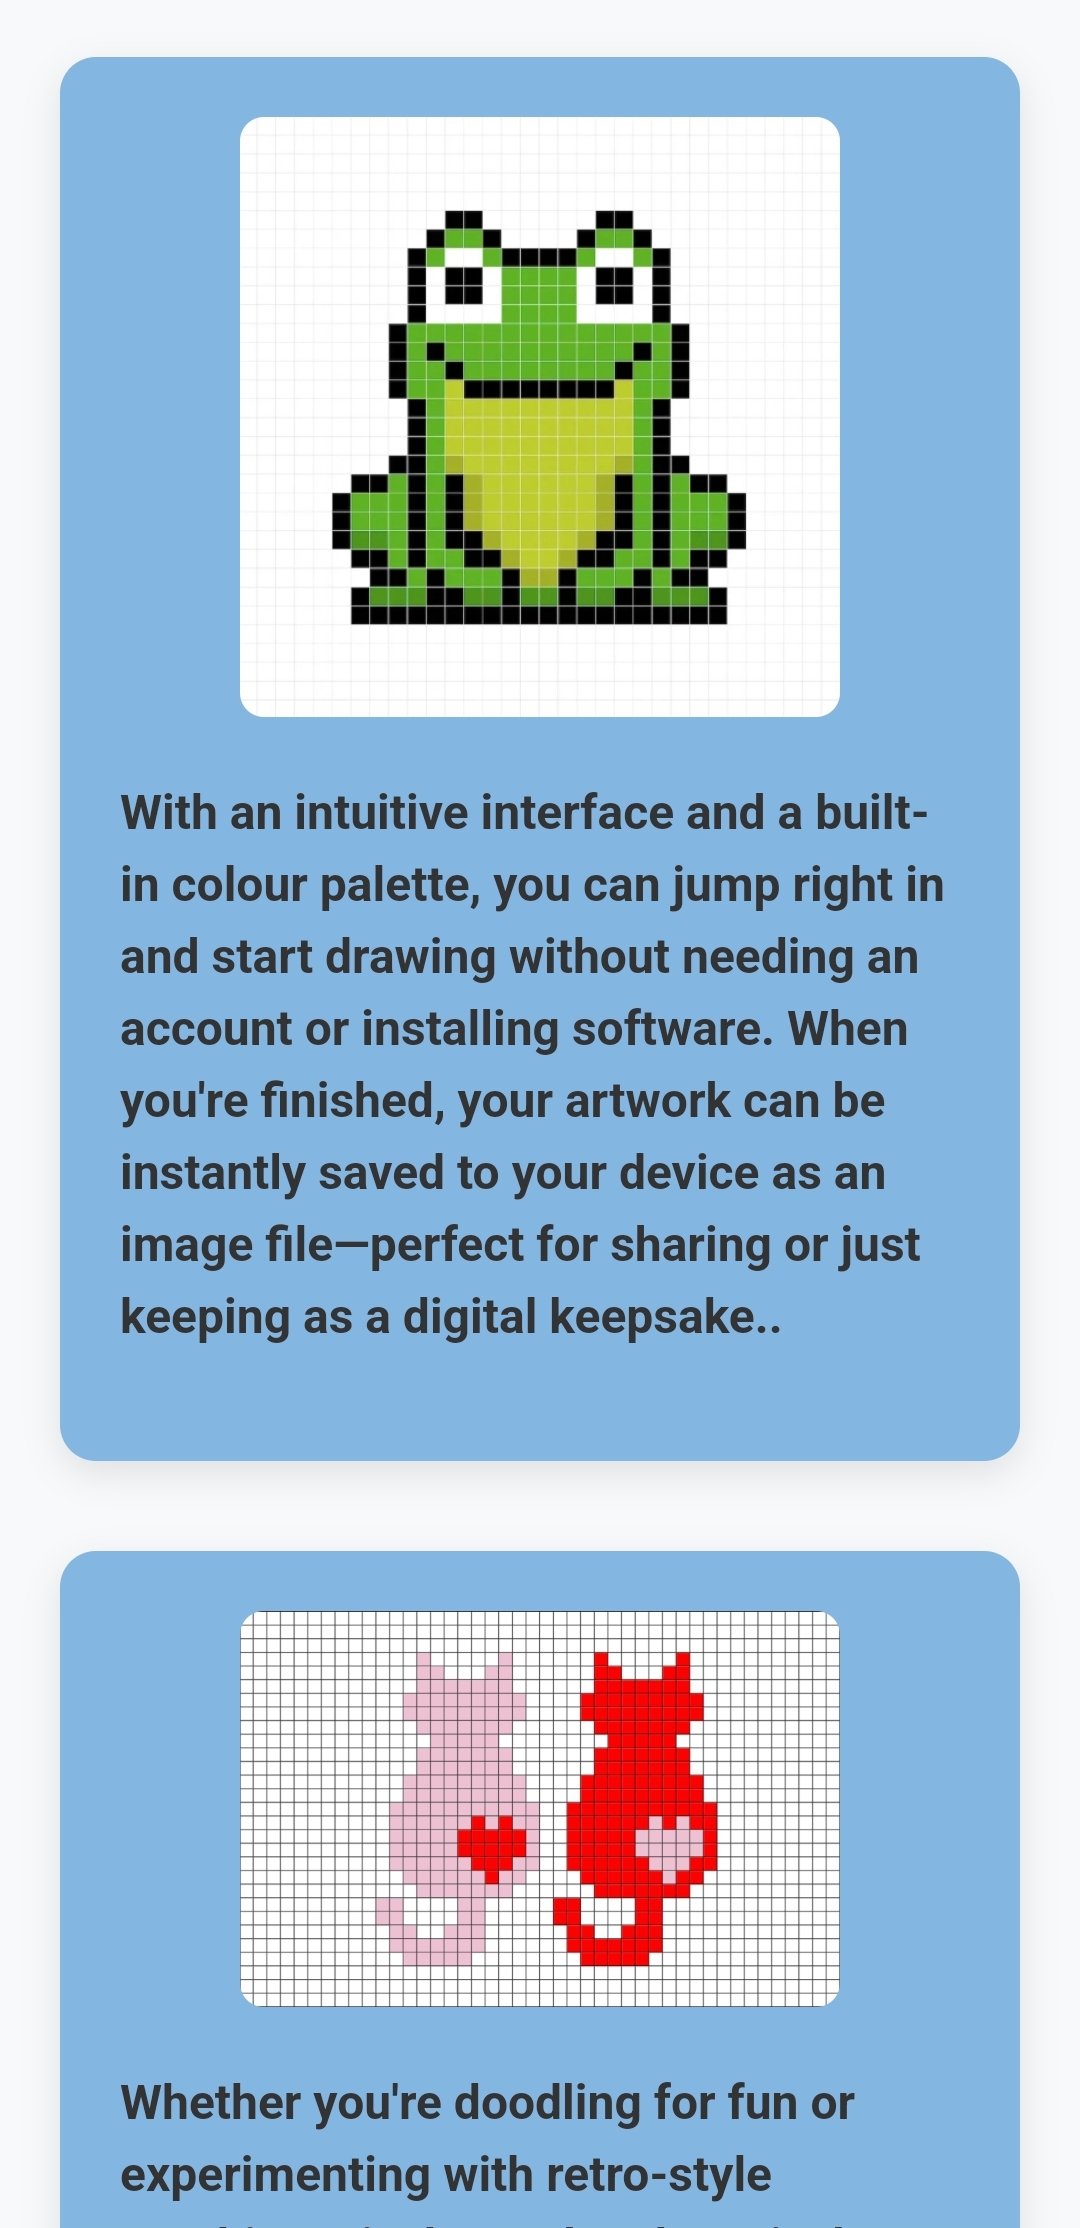 With an intuitive interface and a built-
in colour palette, you can jump right in
and start drawing without needing an
account or installing software. When
you're finished, your artwork can be
instantly saved to your device as an
image file—perfect for sharing or just
keeping as a digital keepsake..
Whether you're doodling for fun or
experimenting with retro-style